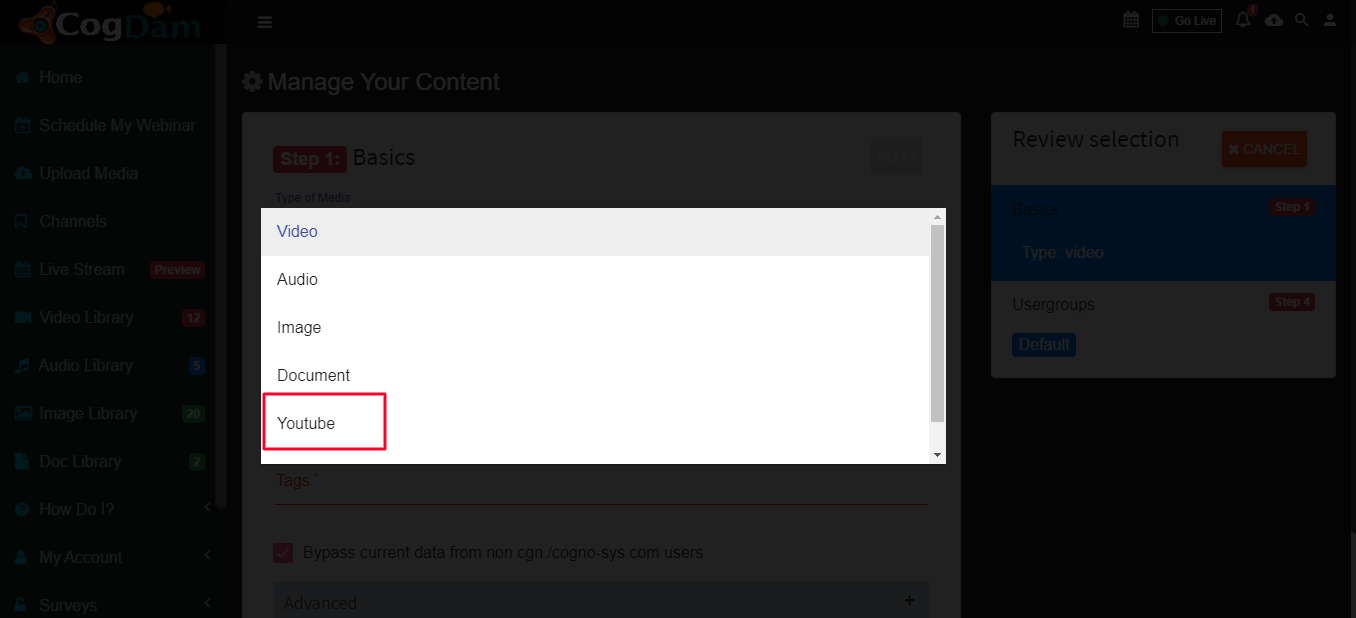 CogDam
Go Live
1
Home
Schedule My Webinar
Upload Media
Channels
Live Stream Preview
Video Library 12
Audio Library 5
Image Library 20
Doc Library 2
How Do I?
My Account
Surveys
Manage Your Content
Step 1: Basics
NEXT
Type of Media
Video
Audio
Image
Document
Youtube
Tags *
Bypass current data from non cgn./cogno-sys.com users
Advanced +
Review selection
CANCEL
Basics Step 1
Type: video
Usergroups Step 4
Default